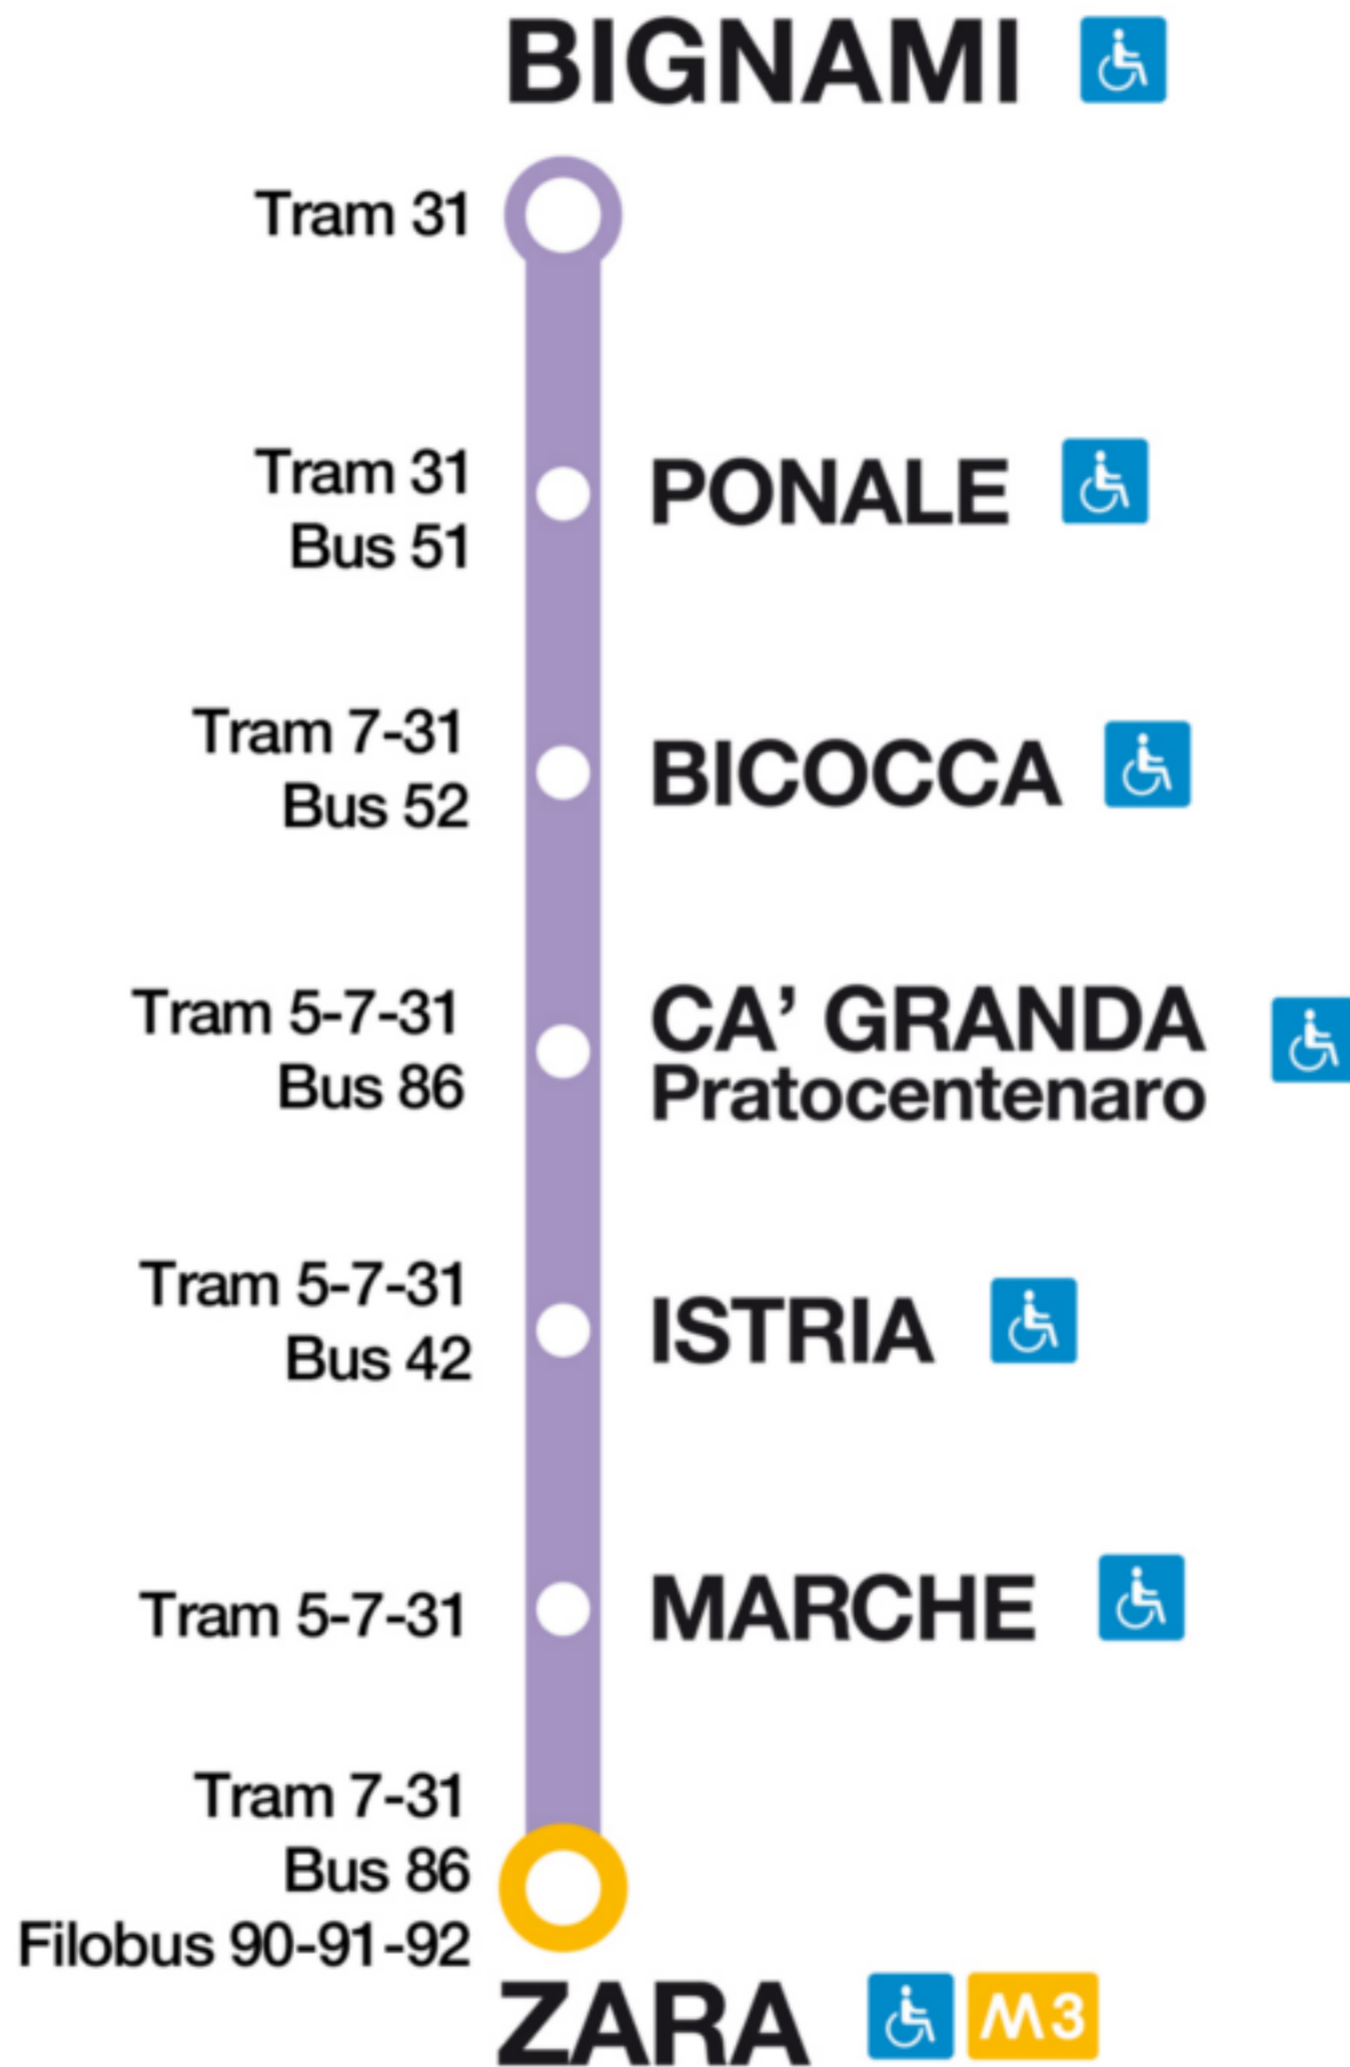 BIGNAMI
Tram 31
Tram 31
Bus 51
PONALE
Tram 7-31
Bus 52
BICOCCA
Tram 5-7-31
Bus 86
CA’ GRANDA
Pratocentenaro
Tram 5-7-31
Bus 42
ISTRIA
Tram 5-7-31
MARCHE
Tram 7-31
Bus 86
Filobus 90-91-92
ZARA M3